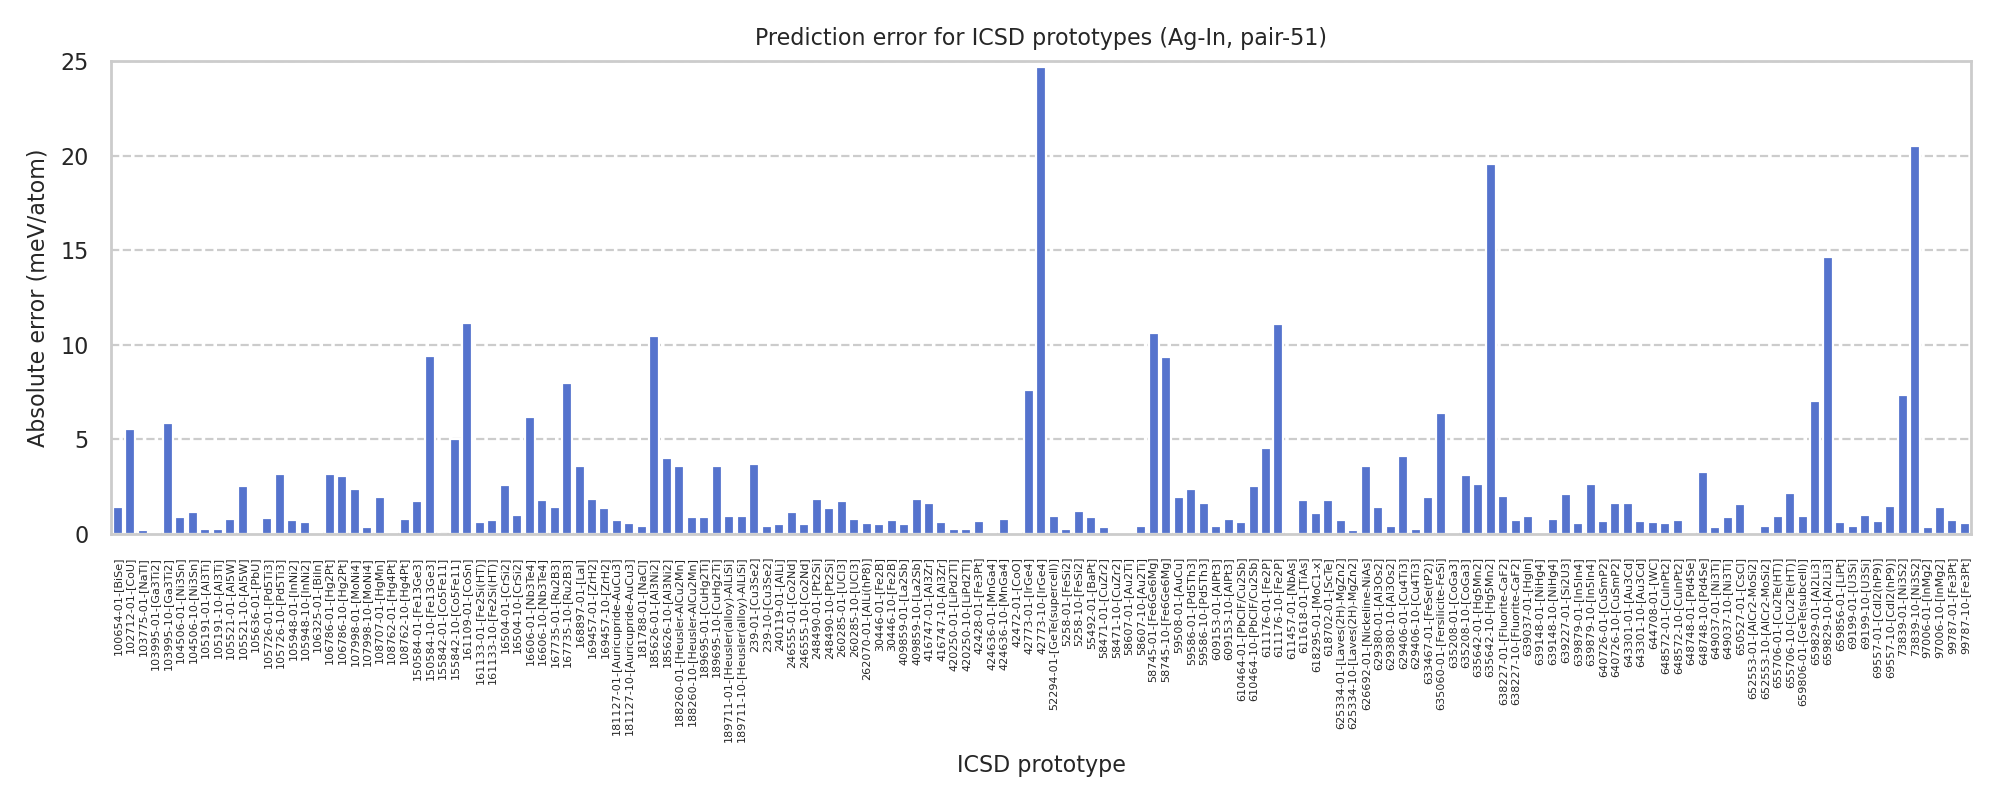 Prediction error for ICSD prototypes (Ag-In, pair-51)
Absolute error (meV/atom)
25
20
15
10
5
0
100654-01-[BiSe]
102712-01-[CoU]
103775-01-[NaTl]
103995-01-[Ga3Ti2]
103995-10-[Ga3Ti2]
104506-01-[Ni3Sn]
104506-10-[Ni3Sn]
105191-01-[Al3Ti]
105191-10-[Al3Ti]
105521-01-[Al5W]
105521-10-[Al5W]
105636-01-[PbU]
105726-01-[Pd5Ti3]
105726-10-[Pd5Ti3]
105948-01-[InNi2]
105948-10-[InNi2]
106325-01-[BiIn]
106786-01-[Hg2Pt]
106786-10-[Hg2Pt]
107998-01-[MoNi4]
107998-10-[MoNi4]
108707-01-[HgMn]
108762-01-[Hg4Pt]
108762-10-[Hg4Pt]
150584-01-[Fe13Ge3]
150584-10-[Fe13Ge3]
155842-01-[Co5Fe11]
155842-10-[Co5Fe11]
161109-01-[CoSn]
161133-01-[Fe2Si(HT)]
161133-10-[Fe2Si(HT)]
16504-01-[CrSi2]
16504-10-[CrSi2]
16606-01-[Nb3Te4]
16606-10-[Nb3Te4]
167735-01-[Ru2B3]
167735-10-[Ru2B3]
168897-01-[LaI]
169457-01-[ZrH2]
169457-10-[ZrH2]
181127-01-[Auricupride-AuCu3]
181127-10-[Auricupride-AuCu3]
181788-01-[NaCl]
185626-01-[Al3Ni2]
185626-10-[Al3Ni2]
188260-01-[Heusler-AlCu2Mn]
188260-10-[Heusler-AlCu2Mn]
189695-01-[CuHg2Ti]
189695-10-[CuHg2Ti]
189711-01-[Heusler(alloy)-AlLiSi]
189711-10-[Heusler(alloy)-AlLiSi]
239-01-[Cu3Se2]
239-10-[Cu3Se2]
240119-01-[AlLi]
246555-01-[Co2Nd]
246555-10-[Co2Nd]
248490-01-[Pt2Si]
248490-10-[Pt2Si]
260285-01-[UCl3]
260285-10-[UCl3]
262070-01-[AlLi(hP8)]
30446-01-[Fe2B]
30446-10-[Fe2B]
409859-01-[La2Sb]
409859-10-[La2Sb]
416747-01-[Al3Zr]
416747-10-[Al3Zr]
420250-01-[LiPd2Tl]
420250-10-[LiPd2Tl]
42428-01-[Fe3Pt]
424636-01-[MnGa4]
424636-10-[MnGa4]
42472-01-[CoO]
42773-01-[IrGe4]
42773-10-[IrGe4]
52294-01-[GeTe(supercell)]
5258-01-[FeSi2]
5258-10-[FeSi2]
55492-01-[BaPt]
58471-01-[CuZr2]
58471-10-[CuZr2]
58607-01-[Au2Ti]
58607-10-[Au2Ti]
58745-01-[Fe6Ge6Mg]
58745-10-[Fe6Ge6Mg]
59508-01-[AuCu]
59586-01-[Pd5Th3]
59586-10-[Pd5Th3]
609153-01-[AlPt3]
609153-10-[AlPt3]
610464-01-[PbClF/Cu2Sb]
610464-10-[PbClF/Cu2Sb]
611176-01-[Fe2P]
611176-10-[Fe2P]
611457-01-[NbAs]
611618-01-[TiAs]
618295-01-[MoC1-x]
618702-01-[ScTe]
625334-01-[Laves(2H)-MgZn2]
625334-10-[Laves(2H)-MgZn2]
626692-01-[Nickeline-NiAs]
629380-01-[Al3Os2]
629380-10-[Al3Os2]
629406-01-[Cu4Ti3]
629406-10-[Cu4Ti3]
633467-01-[FeSe(tP2)]
635060-01-[Fersilicite-FeSi]
635208-01-[CoGa3]
635208-10-[CoGa3]
635642-01-[Hg5Mn2]
635642-10-[Hg5Mn2]
638227-01-[Fluorite-CaF2]
638227-10-[Fluorite-CaF2]
639037-01-[HgIn]
639148-01-[NiHg4]
639148-10-[NiHg4]
639227-01-[Si2U3]
639879-01-[In5In4]
639879-10-[In5In4]
640726-01-[CuSmP2]
640726-10-[CuSmP2]
643301-01-[Au3Cd]
643301-10-[Au3Cd]
644708-01-[WC]
648572-01-[CuInPt2]
648572-10-[CuInPt2]
648748-01-[Pd4Se]
648748-10-[Pd4Se]
649037-01-[Ni3Ti]
649037-10-[Ni3Ti]
650527-01-[CsCl]
652553-01-[AlCr2-MoSi2]
652553-10-[AlCr2-MoSi2]
655706-01-[Cu2Te(HT)]
655706-10-[Cu2Te(HT)]
659806-01-[GeTe(subcell)]
659829-01-[Al2Li3]
659829-10-[Al2Li3]
659856-01-[LiPt]
69199-01-[U3Si]
69199-10-[U3Si]
69557-01-[CdI2(hP9)]
69557-10-[CdI2(hP9)]
73839-01-[Ni3S2]
73839-10-[Ni3S2]
97006-01-[InMg2]
97006-10-[InMg2]
99787-01-[Fe3Pt]
99787-10-[Fe3Pt]
ICSD prototype